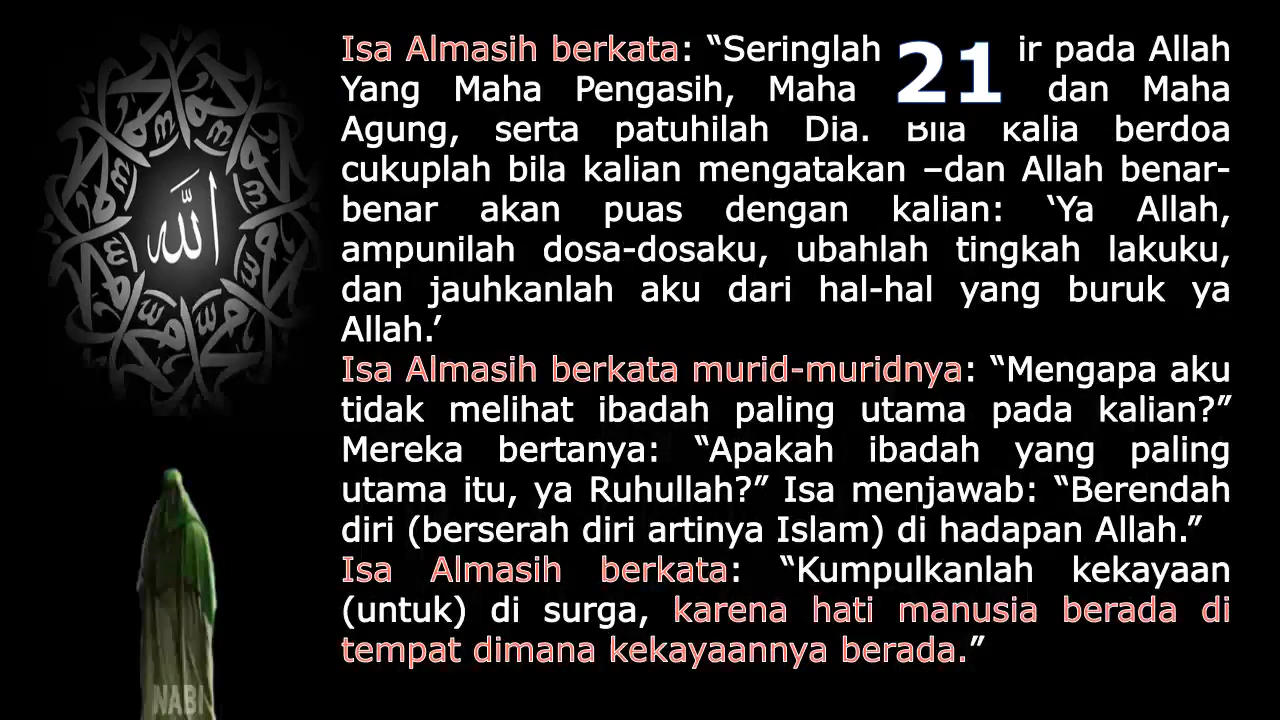 Isa Almasih berkata: “Seringlah 21 ir pada Allah
Yang Maha Pengasih, Maha dan Maha
Agung, serta patuhilah Dia. Bila kalia berdoa
cukuplah bila kalian mengatakan –dan Allah benar-
benar akan puas dengan kalian: ‘Ya Allah,
ampunilah dosa-dosaku, ubahlah tingkah lakuku,
dan jauhkanlah aku dari hal-hal yang buruk ya
Allah.’
Isa Almasih berkata murid-muridnya: “Mengapa aku
tidak melihat ibadah paling utama pada kalian?”
Mereka bertanya: “Apakah ibadah yang paling
utama itu, ya Ruhullah?” Isa menjawab: “Berendah
diri (berserah diri artinya Islam) di hadapan Allah.”
Isa Almasih berkata: “Kumpulkanlah kekayaan
(untuk) di surga, karena hati manusia berada di
tempat dimana kekayaannya berada.”
الله
NABI